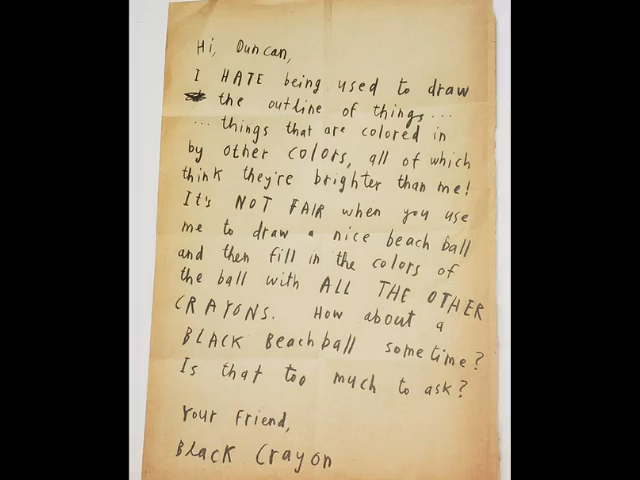 Hi, Duncan,
I HATE being used to draw
the outline of things...
...things that are colored in
by other colors, all of which
think they're brighter than me!
It's NOT FAIR when you use
me to draw a nice beach ball
and then fill in the colors of
the ball with ALL THE OTHER
CRAYONS. How about a
BLACK Beach ball sometime?
Is that too much to ask?
Your friend,
Black Crayon